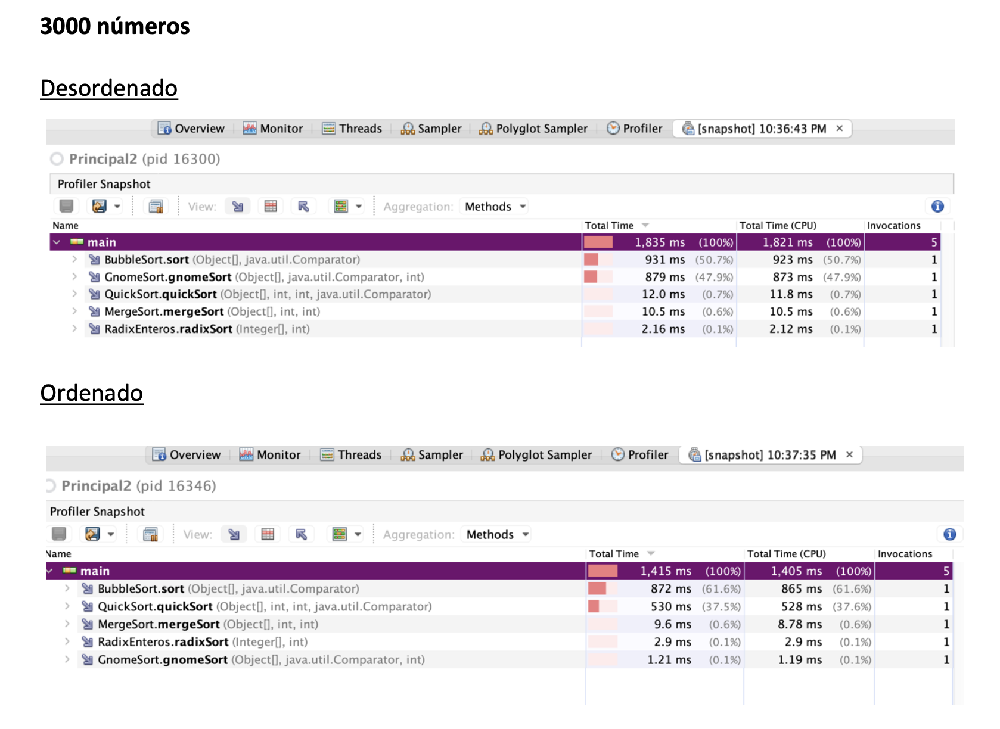 3000 números
Desordenado
Overview Monitor Threads Sampler Polyglot Sampler Profiler [snapshot] 10:36:43 PM ×
Principal2 (pid 16300)
Profiler Snapshot
View: Aggregation: Methods
Name Total Time Total Time (CPU) Invocations
main 1,835 ms (100%) 1,821 ms (100%) 5
BubbleSort.sort (Object[], java.util.Comparator) 931 ms (50.7%) 923 ms (50.7%) 1
GnomeSort.gnomeSort (Object[], java.util.Comparator, int) 879 ms (47.9%) 873 ms (47.9%) 1
QuickSort.quickSort (Object[], int, int, java.util.Comparator) 12.0 ms (0.7%) 11.8 ms (0.7%) 1
MergeSort.mergeSort (Object[], int, int) 10.5 ms (0.6%) 10.5 ms (0.6%) 1
RadixEnteros.radixSort (Integer[], int) 2.16 ms (0.1%) 2.12 ms (0.1%) 1
Ordenado
Overview Monitor Threads Sampler Polyglot Sampler Profiler [snapshot] 10:37:35 PM ×
Principal2 (pid 16346)
Profiler Snapshot
View: Aggregation: Methods
Name Total Time Total Time (CPU) Invocations
main 1,415 ms (100%) 1,405 ms (100%) 5
BubbleSort.sort (Object[], java.util.Comparator) 872 ms (61.6%) 865 ms (61.6%) 1
QuickSort.quickSort (Object[], int, int, java.util.Comparator) 530 ms (37.5%) 528 ms (37.6%) 1
MergeSort.mergeSort (Object[], int, int) 9.6 ms (0.6%) 8.78 ms (0.6%) 1
RadixEnteros.radixSort (Integer[], int) 2.9 ms (0.1%) 2.9 ms (0.1%) 1
GnomeSort.gnomeSort (Object[], java.util.Comparator, int) 1.21 ms (0.1%) 1.19 ms (0.1%) 1